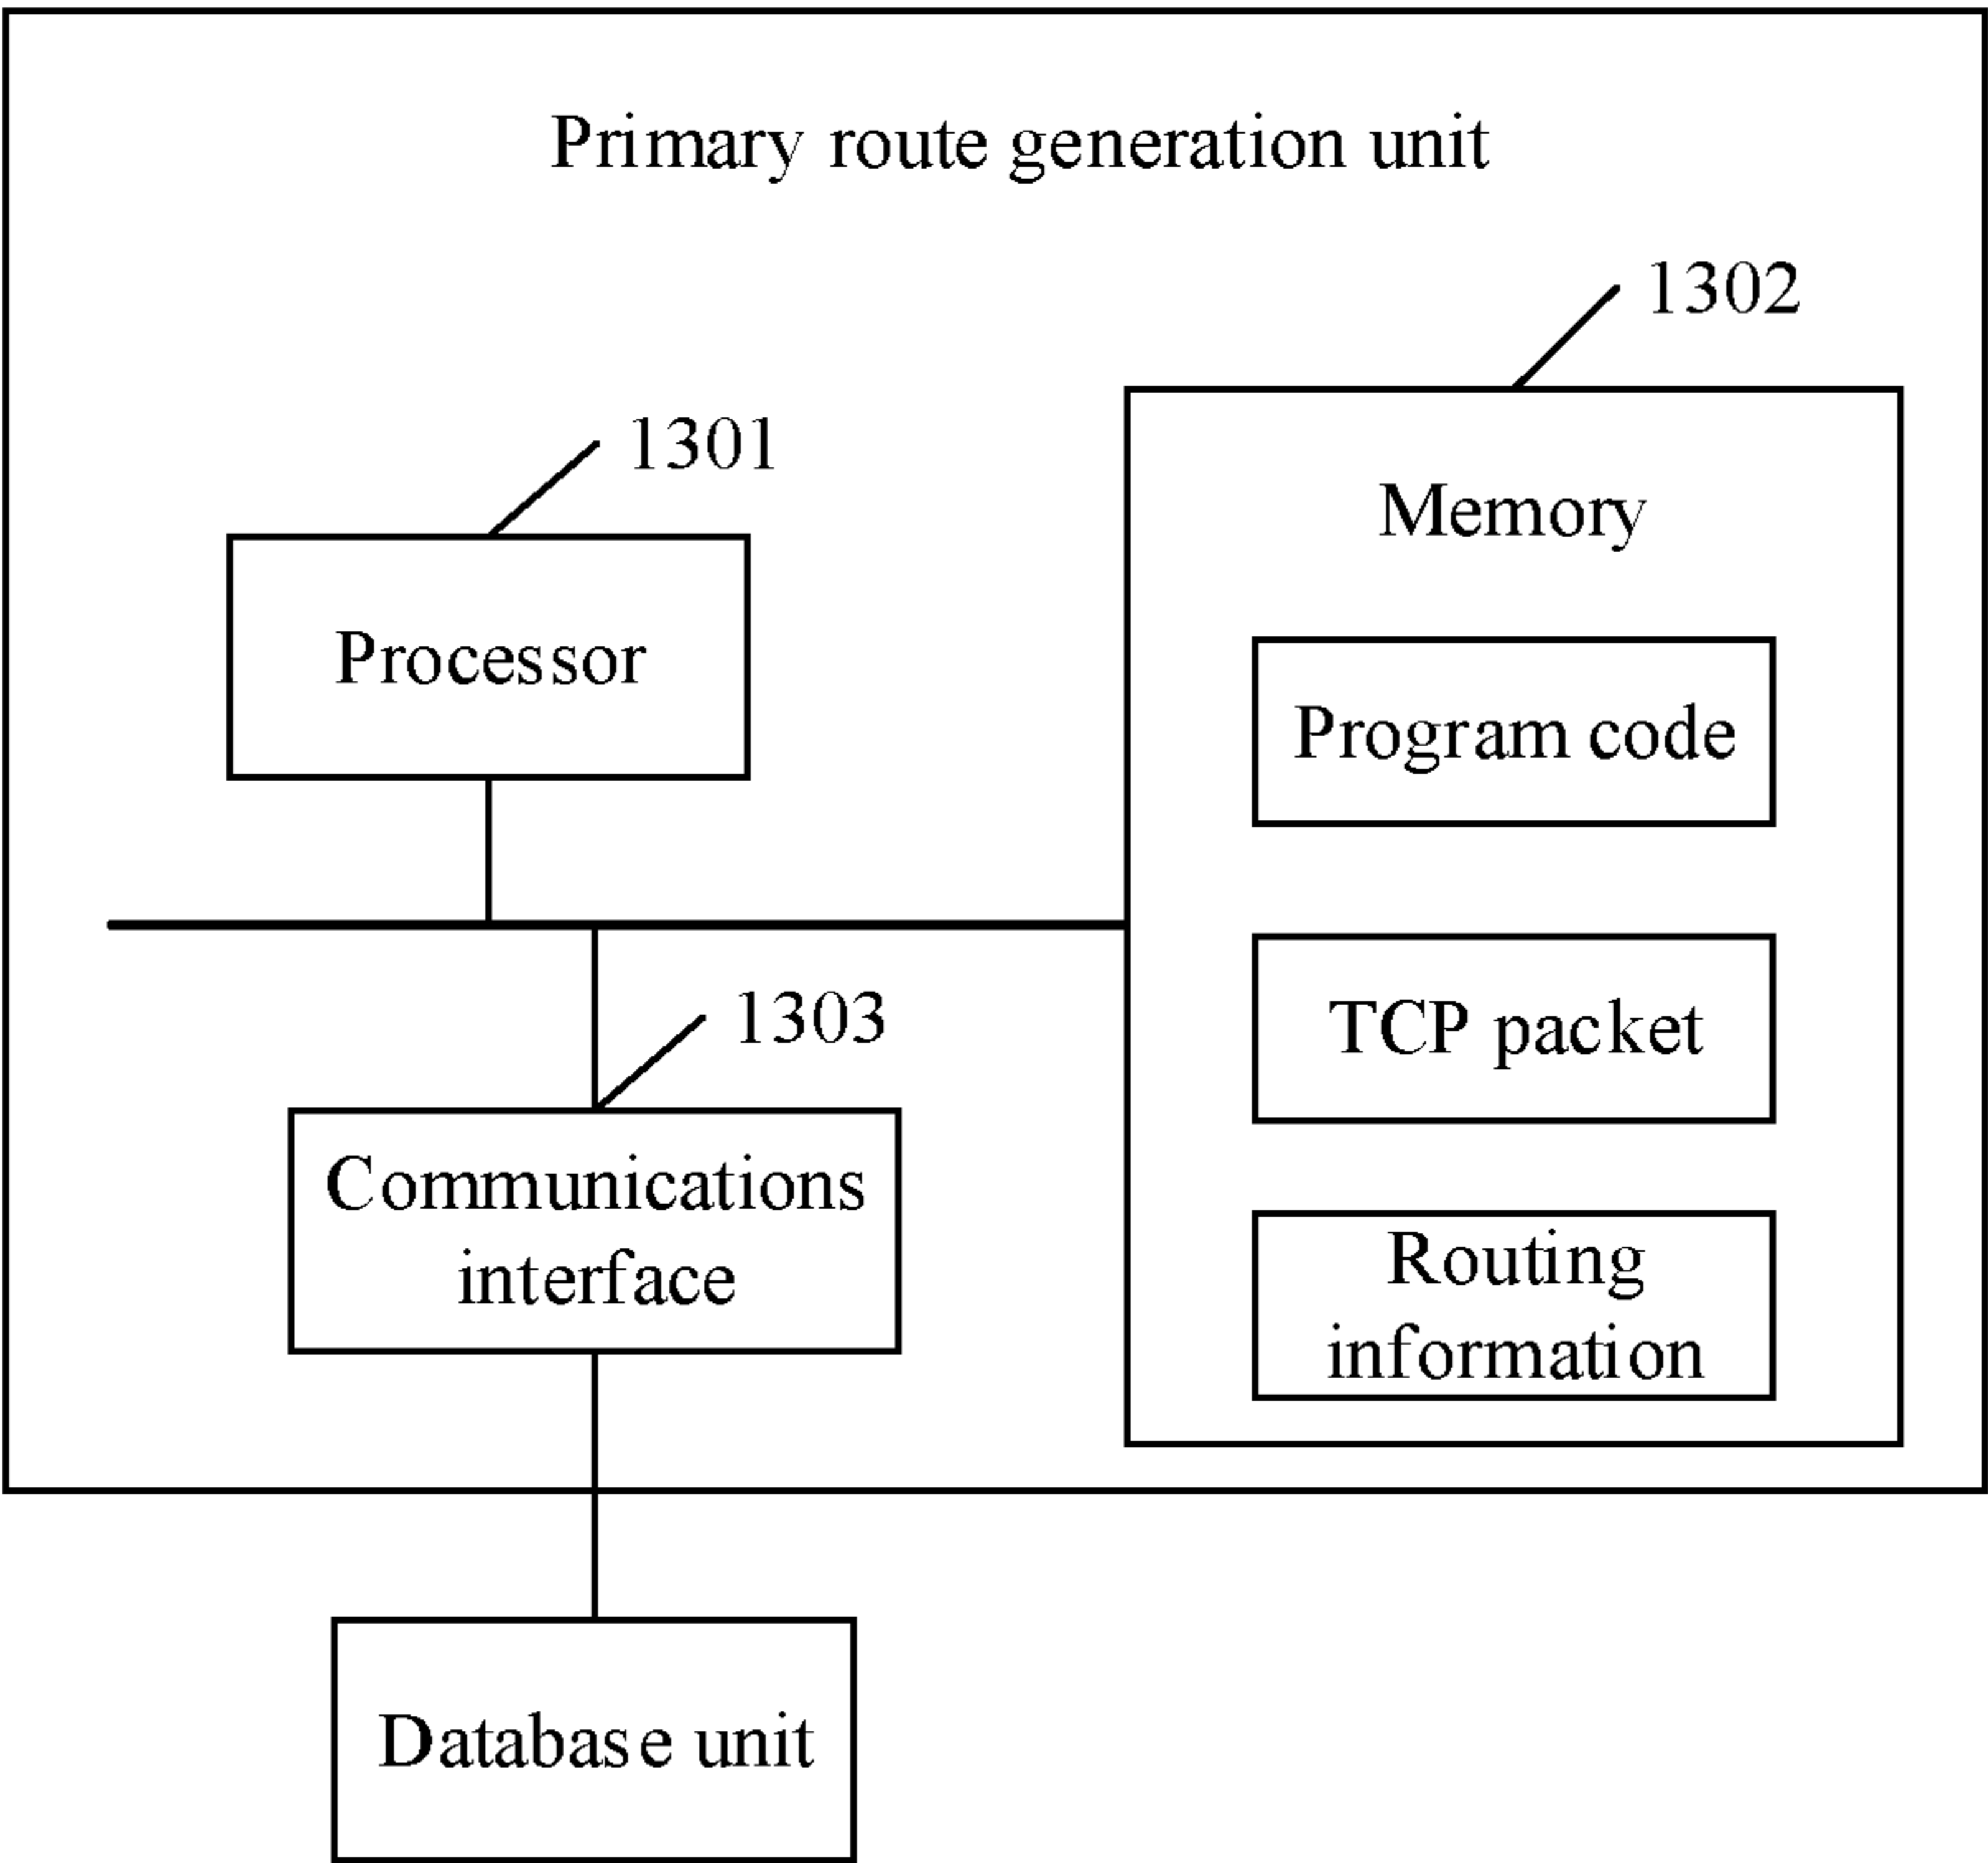 Primary route generation unit
1302
1301
Memory
Processor
Program code
1303
TCP packet
Communications
interface
Routing
information
Database unit